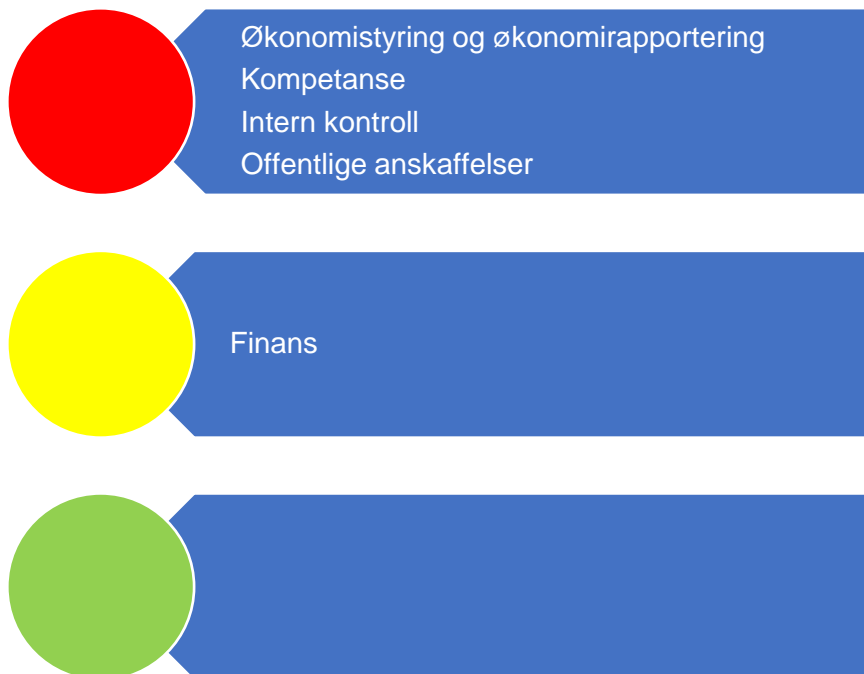 Økonomistyring og økonomirapportering
Kompetanse
Intern kontroll
Offentlige anskaffelser
Finans